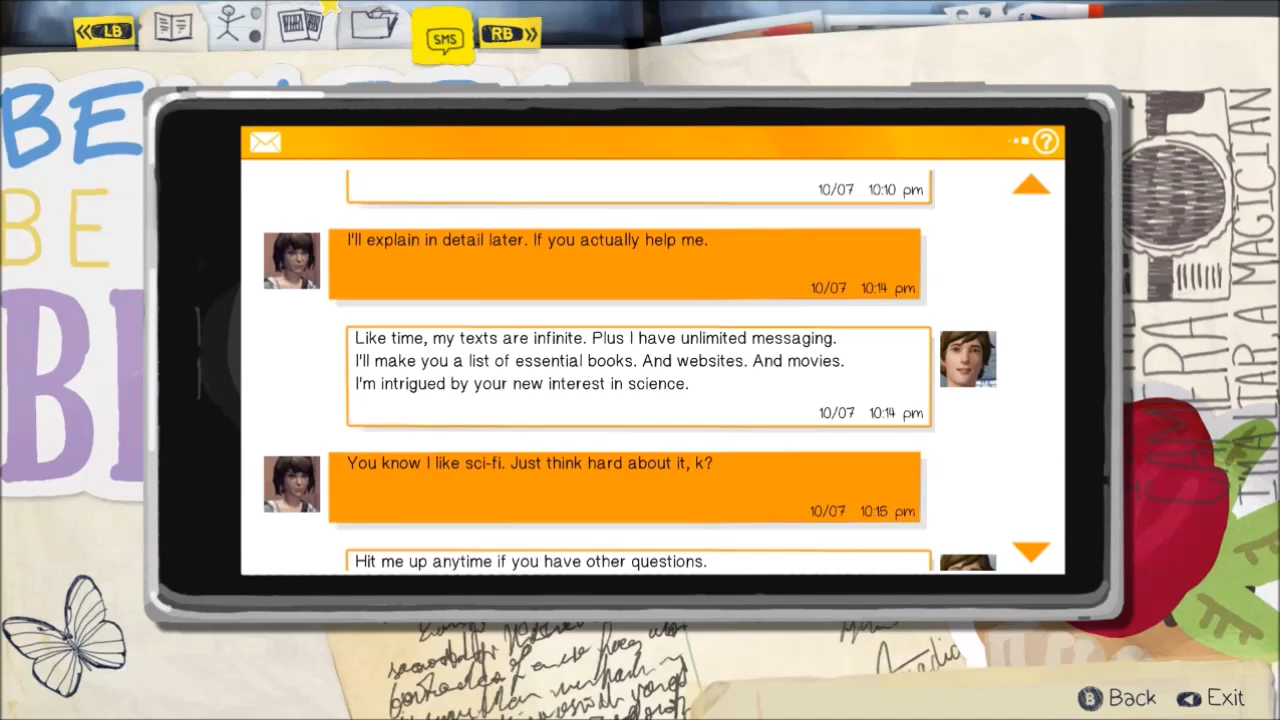 LB
SMS
RB
10/07 10:10 pm
I'll explain in detail later. If you actually help me.
10/07 10:14 pm
Like time, my texts are infinite. Plus I have unlimited messaging.
I'll make you a list of essential books. And websites. And movies.
I'm intrigued by your new interest in science.
10/07 10:14 pm
You know I like sci-fi. Just think hard about it, k?
10/07 10:15 pm
Hit me up anytime if you have other questions.
BE
BE
MAGICIAN
B Back
Exit